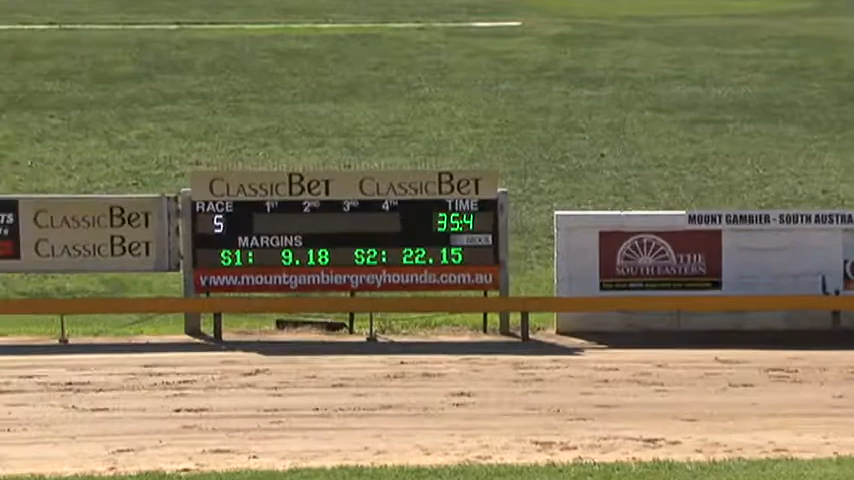 CLASSICBET CLASSICBET
CLASSICBET
CLASSICBET
RACE 1st 2nd 3rd 4th TIME
5 35:4
MARGINS
S1: 9.18 S2: 22.15
www.mountgambiergreyhounds.com.au
MOUNT GAMBIER - SOUTH AUSTRA
THE
SOUTH EASTERN